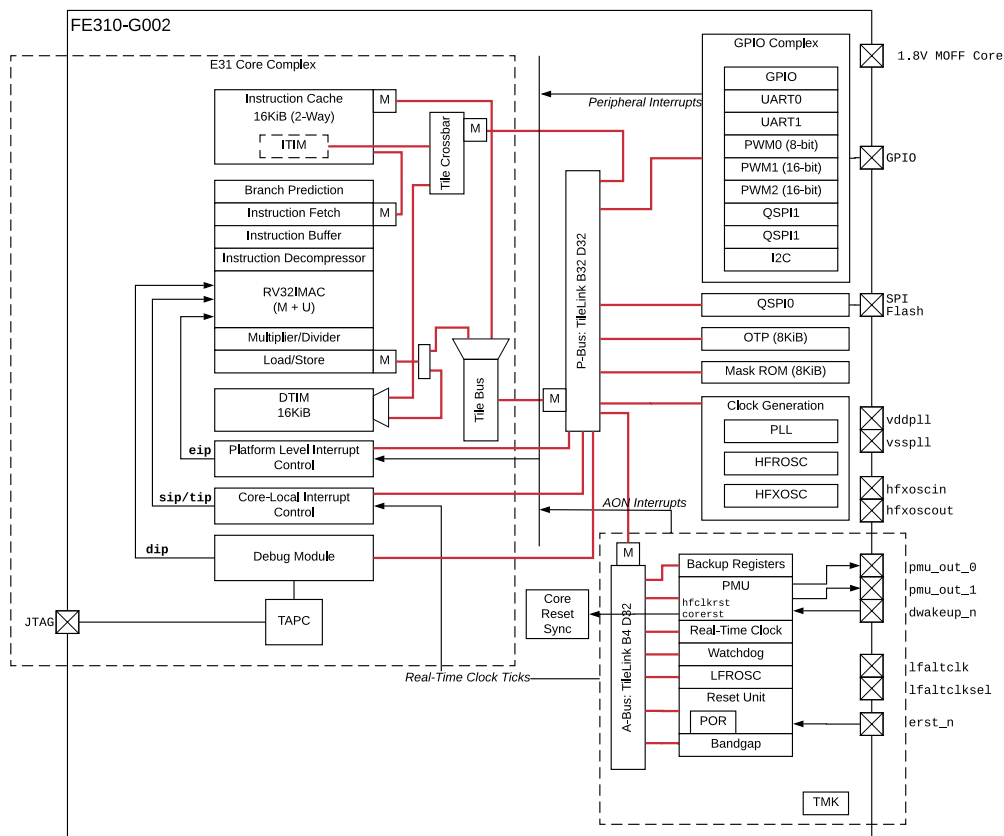 FE310-G002
E31 Core Complex
Instruction Cache
16KiB (2-Way)
M
ITIM
Tile Crossbar
M
Branch Prediction
Instruction Fetch
M
Instruction Buffer
Instruction Decompressor
RV32IMAC
(M + U)
Multiplier/Divider
Load/Store
M
DTIM
16KiB
Tile Bus
M
P-Bus: TileLink B32 D32
eip
Platform Level Interrupt
Control
sip/tip
Core-Local Interrupt
Control
dip
Debug Module
TAPC
JTAG
Peripheral Interrupts
GPIO Complex
GPIO
UART0
UART1
PWM0 (8-bit)
PWM1 (16-bit)
PWM2 (16-bit)
QSPI1
QSPI1
I2C
QSPI0
OTP (8KiB)
Mask ROM (8KiB)
Clock Generation
PLL
HFROSC
HFXOSC
1.8V MOFF Core
GPIO
SPI
Flash
vddpll
vsspll
hfxoscin
hfxoscout
AON Interrupts
M
A-Bus: TileLink B4 D32
Core
Reset
Sync
Real-Time Clock Ticks
Backup Registers
PMU
hfclkrst
corerst
Real-Time Clock
Watchdog
LFROSC
Reset Unit
POR
Bandgap
TMK
pmu_out_0
pmu_out_1
dwakeup_n
lfaltclk
lfaltclksel
erst_n